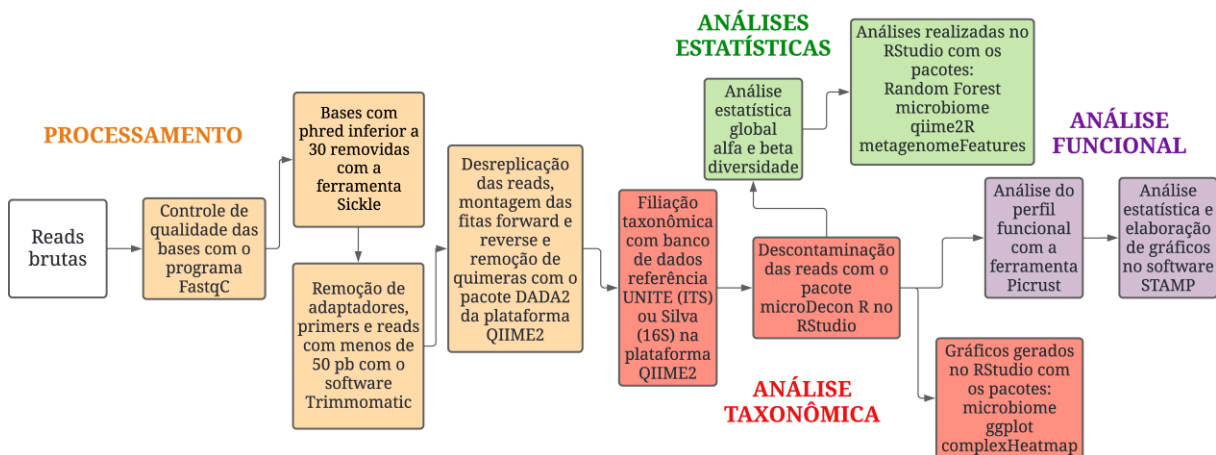 PROCESSAMENTO
Reads
brutas
Controle de
qualidade das
bases com o
programa
FastqC
Bases com
phred inferior a
30 removidas
com a
ferramenta
Sickle
Remoção de
adaptadores,
primers e reads
com menos de
50 pb com o
software
Trimmomatic
Desreplicação
das reads,
montagem das
fitas forward e
reverse e
remoção de
quimeras com o
pacote DADA2
da plataforma
QIIME2
Filiação
taxonômica
com banco
de dados
referência
UNITE (ITS)
ou Silva
(16S) na
plataforma
QIIME2
Descontaminação
das reads com o
pacote
microDecon R no
RStudio
ANÁLISE
TAXONÔMICA
Gráficos gerados
no RStudio com
os pacotes:
microbiome
ggplot
complexHeatmap
ANÁLISES
ESTATÍSTICAS
Análise
estatística
global
alfa e beta
diversidade
Análises realizadas no
RStudio com os
pacotes:
Random Forest
microbiome
qiime2R
metagenomeFeatures
ANÁLISE
FUNCIONAL
Análise do
perfil
funcional
com a
ferramenta
Picrust
Análise
estatística e
elaboração
de gráficos
no software
STAMP